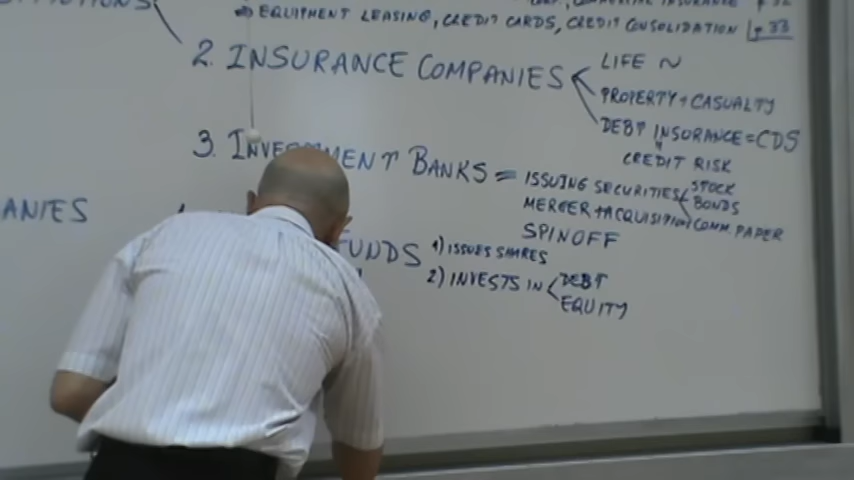 EQUIPMENT LEASING, CREDIT CARDS, CREDIT CONSOLIDATION p.33
2. INSURANCE COMPANIES
LIFE ~
PROPERTY + CASUALTY
DEBT INSURANCE = CDS
CREDIT RISK
3. INVESTMENT BANKS = ISSUING SECURITIES
STOCK
BONDS
COMM. PAPER
MERGER + ACQUISITION
SPINOFF
ANIES
FUNDS
1) ISSUES SHARES
2) INVESTS IN
DEBT
EQUITY